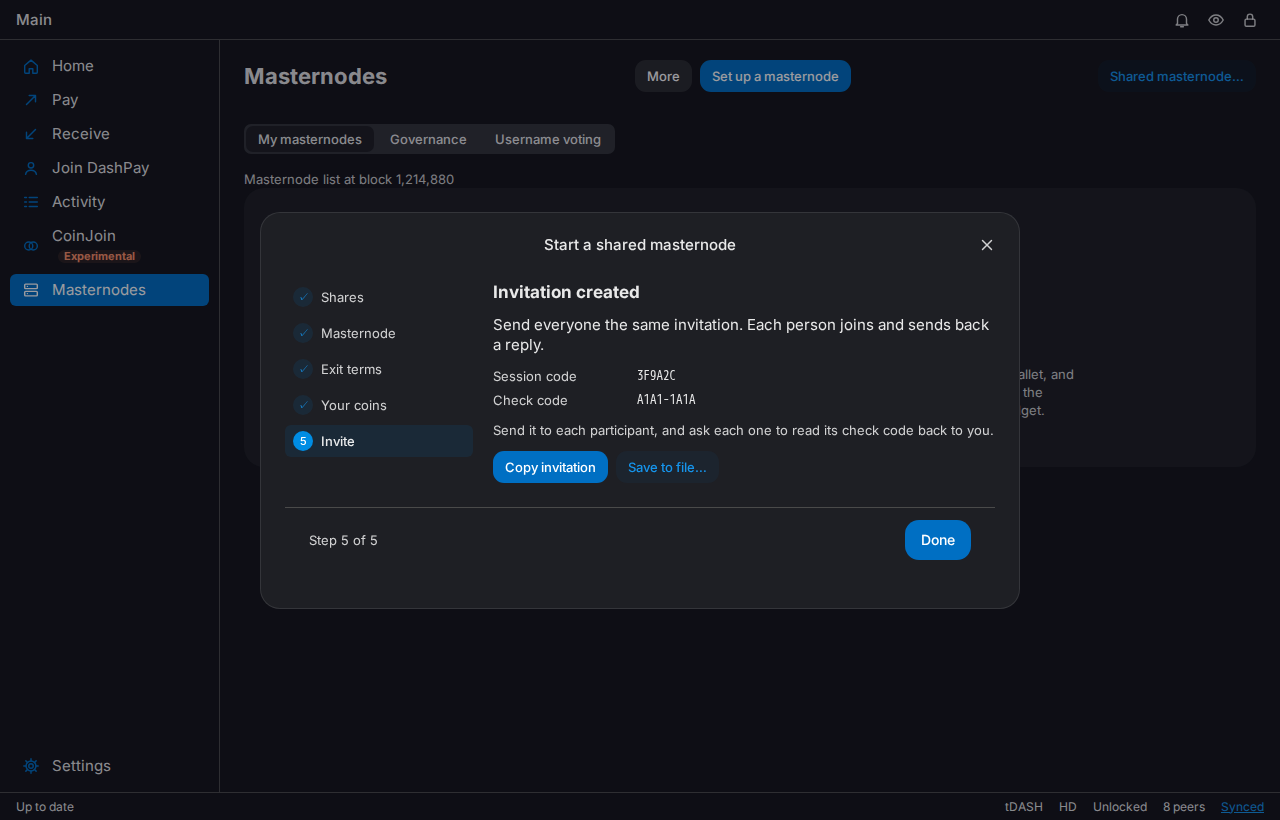 Main
Home
Pay
Receive
Join DashPay
Activity
CoinJoin
Experimental
Masternodes
Settings
Masternodes
More
Set up a masternode
Shared masternode...
My masternodes
Governance
Username voting
Masternode list at block 1,214,880
Start a shared masternode
Shares
Masternode
Exit terms
Your coins
5 Invite
Invitation created
Send everyone the same invitation. Each person joins and sends back
a reply.
Session code 3F9A2C
Check code A1A1-1A1A
Send it to each participant, and ask each one to read its check code back to you.
Copy invitation
Save to file...
Step 5 of 5
Done
, and
the
Up to date
tDASH
HD
Unlocked
8 peers
Synced